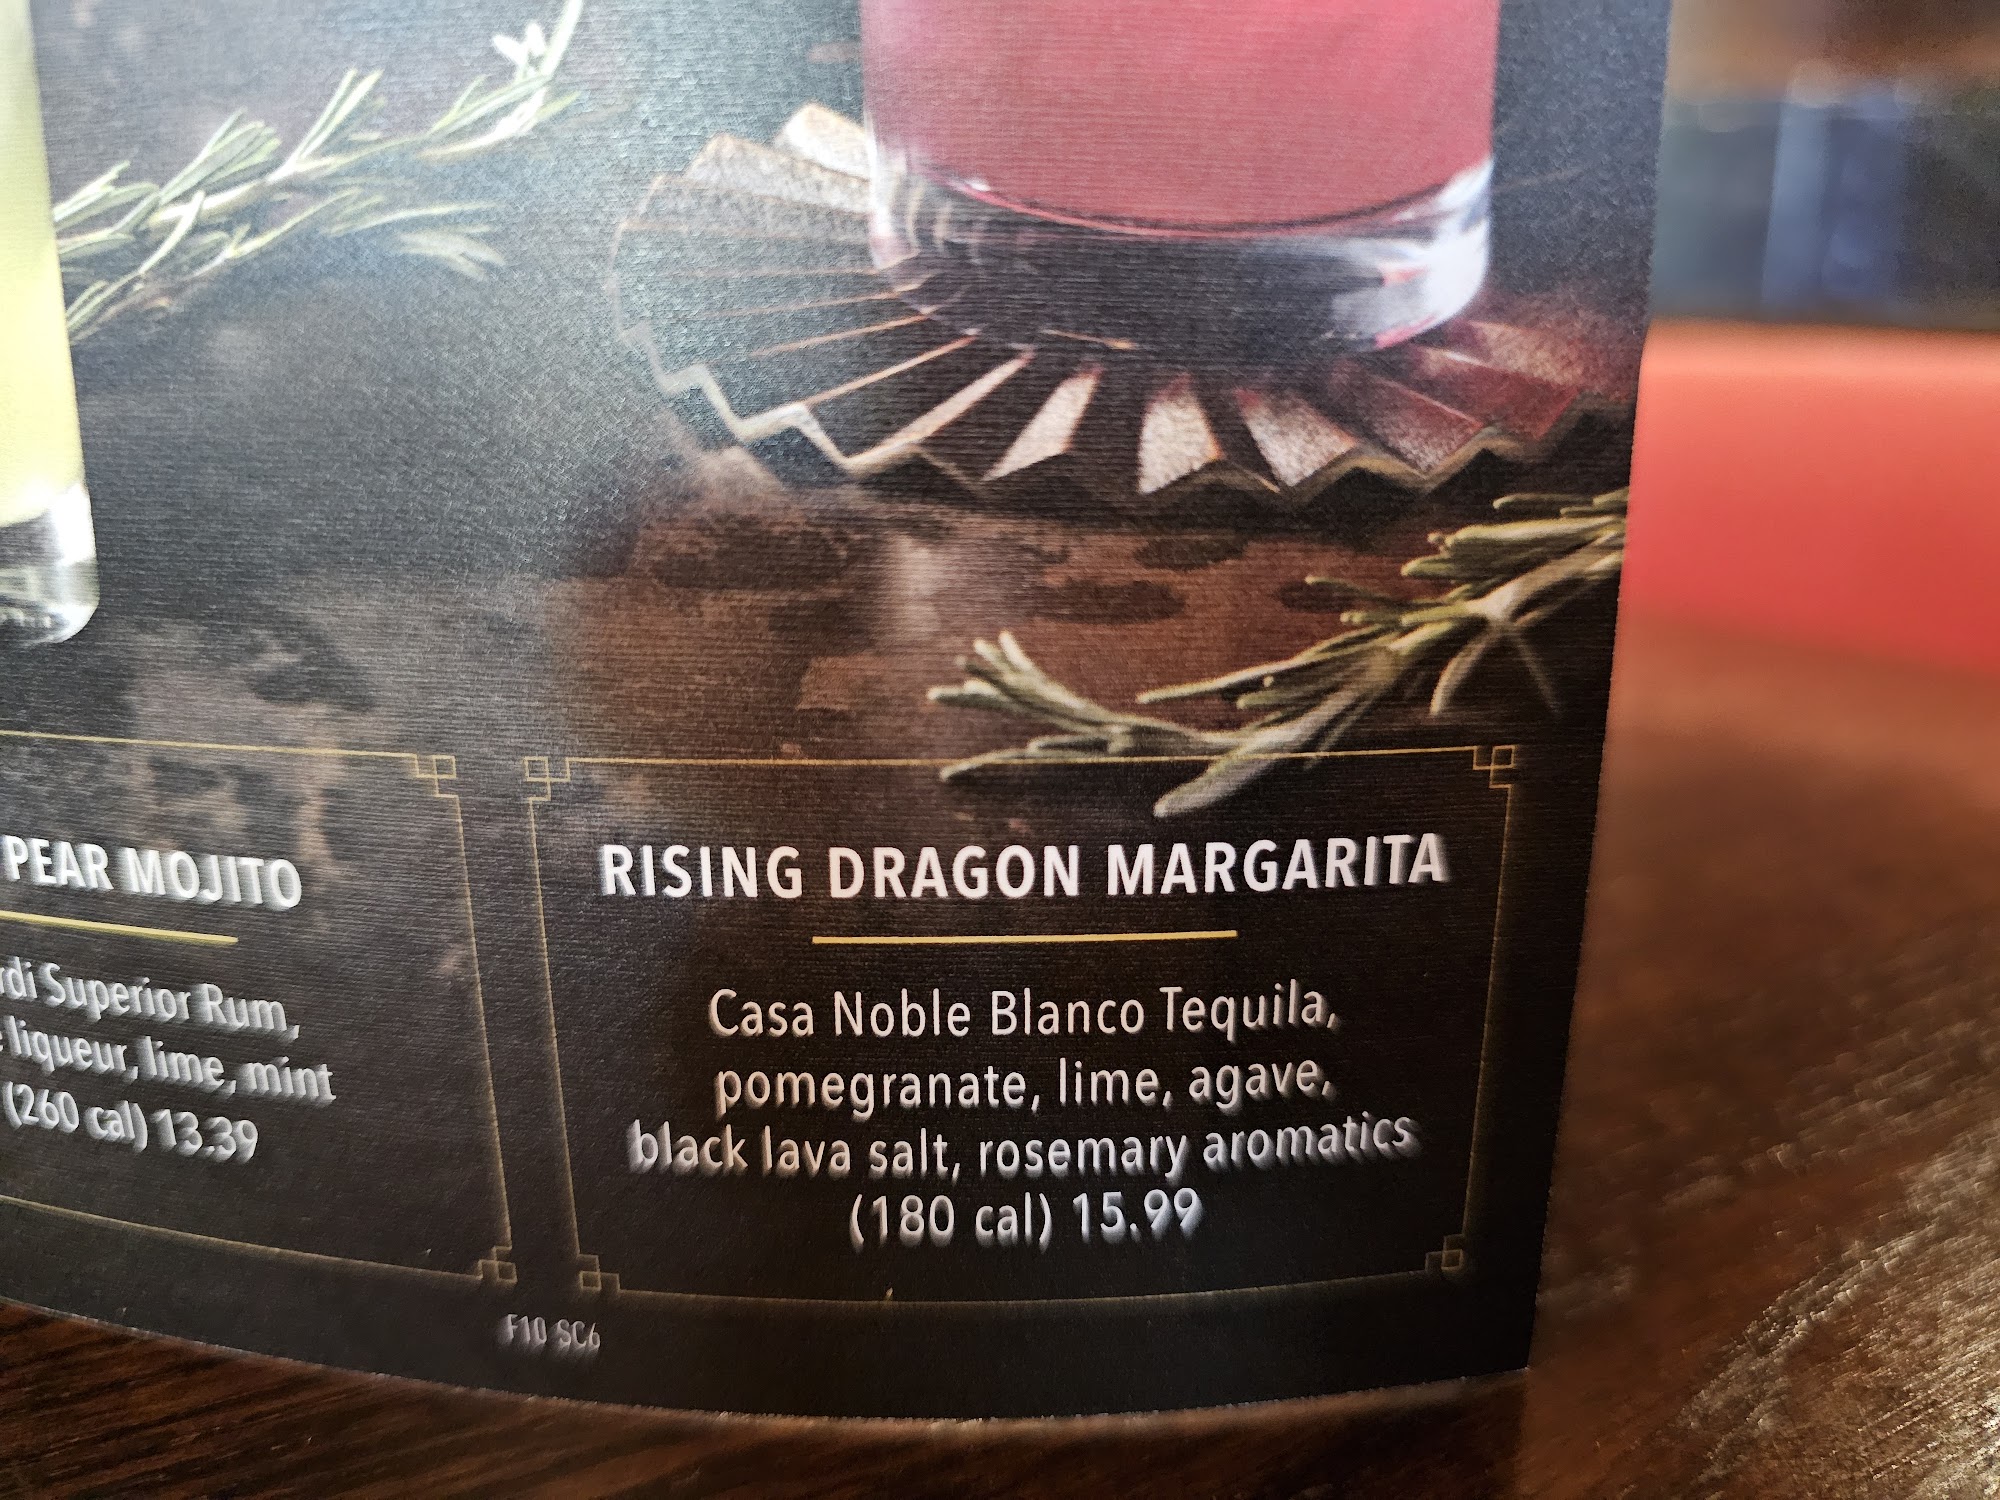 PEAR MOJITO
Superior Rum,
liqueur, lime, mint
(260 cal) 13.39
RISING DRAGON MARGARITA
Casa Noble Blanco Tequila,
pomegranate, lime, agave,
black lava salt, rosemary aromatics
(180 cal) 15.99
F10 SC6